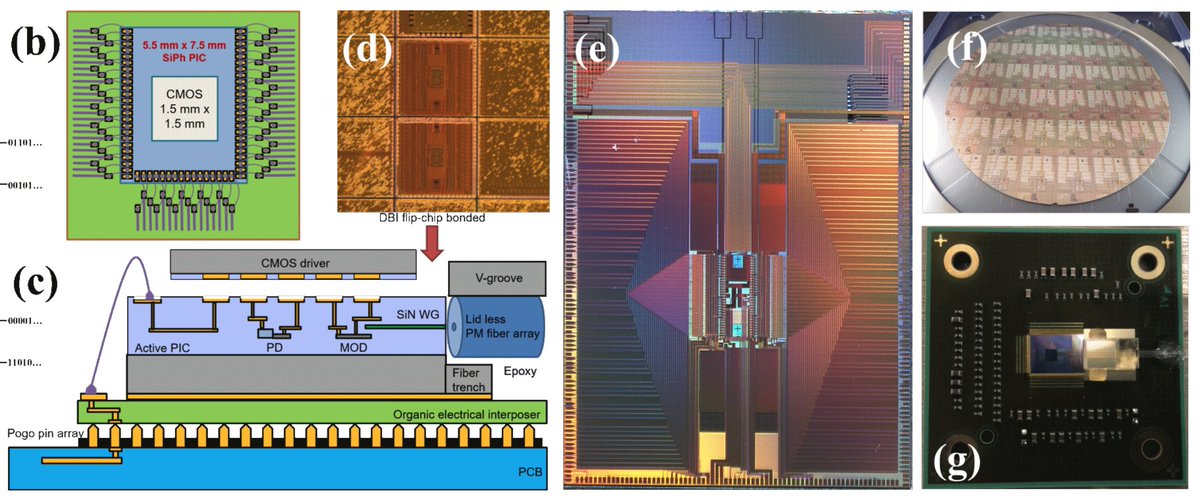 (b)
5.5 mm x 7.5 mm
SiPh PIC
CMOS
1.5 mm x
1.5 mm
01101...
00101...
(d)
DBI flip-chip bonded
(c)
CMOS driver
V-groove
SiN WG
Lid less
PM fiber array
Active PIC
PD
MOD
Epoxy
Fiber
trench
00001...
11010...
Organic electrical interposer
Pogo pin array
PCB
(e)
(f)
(g)